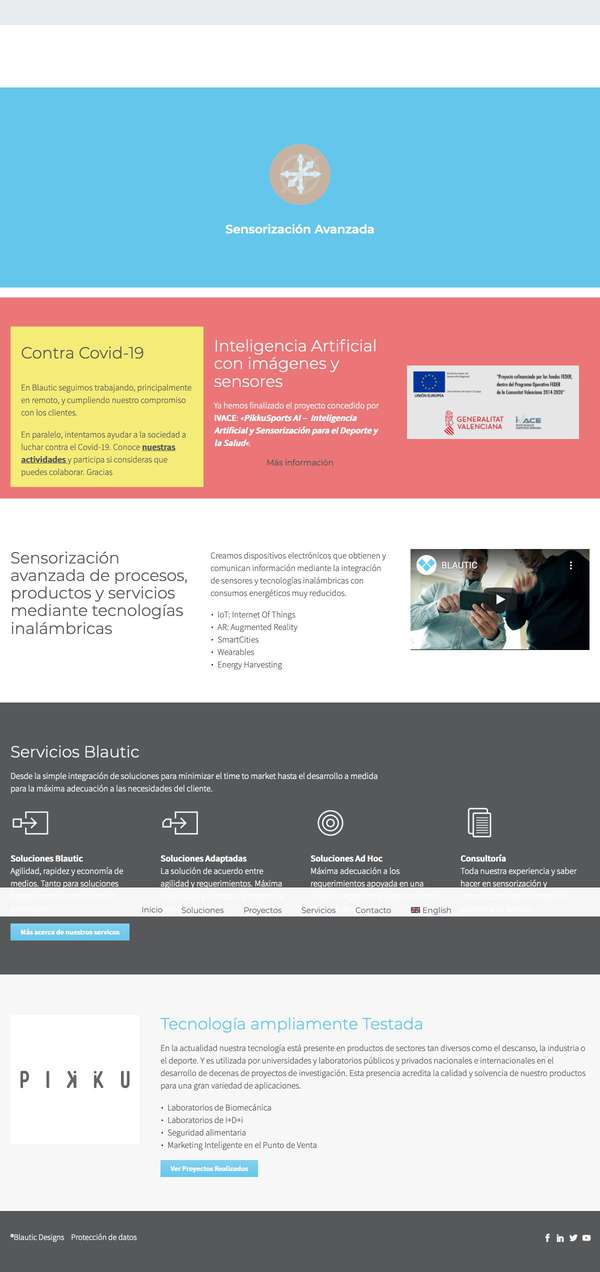 Sensorización Avanzada
Contra Covid-19
En Blautic seguimos trabajando, principalmente
en remoto, y cumpliendo nuestro compromiso
con los clientes.
En paralelo, intentamos ayudar a la sociedad a
luchar contra el Covid-19. Conoce nuestras
actividades y participa si consideras que
puedes colaborar. Gracias
Inteligencia Artificial
con imágenes y
sensores
Ya hemos finalizado el proyecto concedido por
IVACE: «PikkuSports AI – Inteligencia
Artificial y Sensorización para el Deporte y
la Salud«.
Más información
UNIÓN EUROPEA
"Proyecto cofinanciado por los Fondos FEDER,
dentro del Programa Operativo FEDER
de la Comunitat Valenciana 2014-2020"
GENERALITAT
VALENCIANA
IVACE
Sensorización
avanzada de procesos,
productos y servicios
mediante tecnologías
inalámbricas
Creamos dispositivos electrónicos que obtienen y
comunican información mediante la integración
de sensores y tecnologías inalámbricas con
consumos energéticos muy reducidos.
• IoT: Internet Of Things
• AR: Augmented Reality
• SmartCities
• Wearables
• Energy Harvesting
BLAUTIC
Servicios Blautic
Desde la simple integración de soluciones para minimizar el time to market hasta el desarrollo a medida
para la máxima adecuación a las necesidades del cliente.
Soluciones Blautic
Agilidad, rapidez y economía de
medios. Tanto para soluciones
Soluciones Adaptadas
La solución de acuerdo entre
agilidad y requerimientos. Máxima
Soluciones Ad Hoc
Máxima adecuación a los
requerimientos apoyada en una
Consultoría
Toda nuestra experiencia y saber
hacer en sensorización y
Inicio Soluciones Proyectos Servicios Contacto English
Más acerca de nuestros servicos
PIKKU
Tecnología ampliamente Testada
En la actualidad nuestra tecnología está presente en productos de sectores tan diversos como el descanso, la industria o
el deporte. Y es utilizada por universidades y laboratorios públicos y privados nacionales e internacionales en el
desarrollo de decenas de proyectos de investigación. Esta presencia acredita la calidad y solvencia de nuestro productos
para una gran variedad de aplicaciones.
• Laboratorios de Biomecánica
• Laboratorios de I+D+i
• Seguridad alimentaria
• Marketing Inteligente en el Punto de Venta
Ver Proyectos Realizados
®Blautic Designs Protección de datos